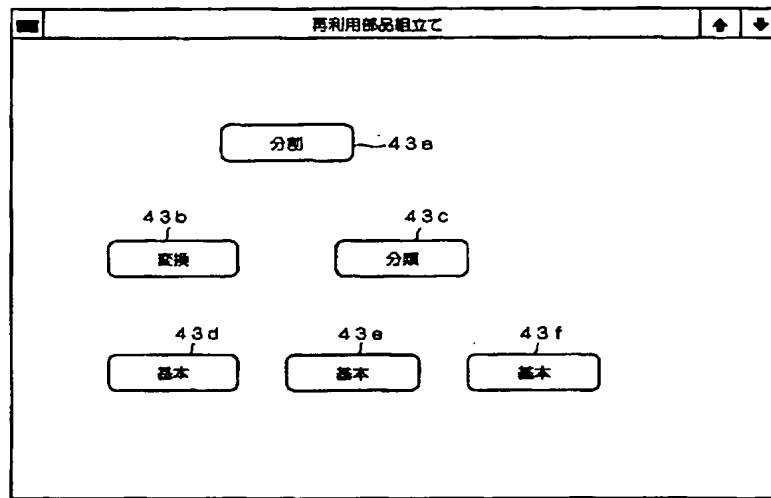 再利用部品組立て
分割 43a
43b 43c
変換 分類
43d 43e 43f
基本 基本 基本